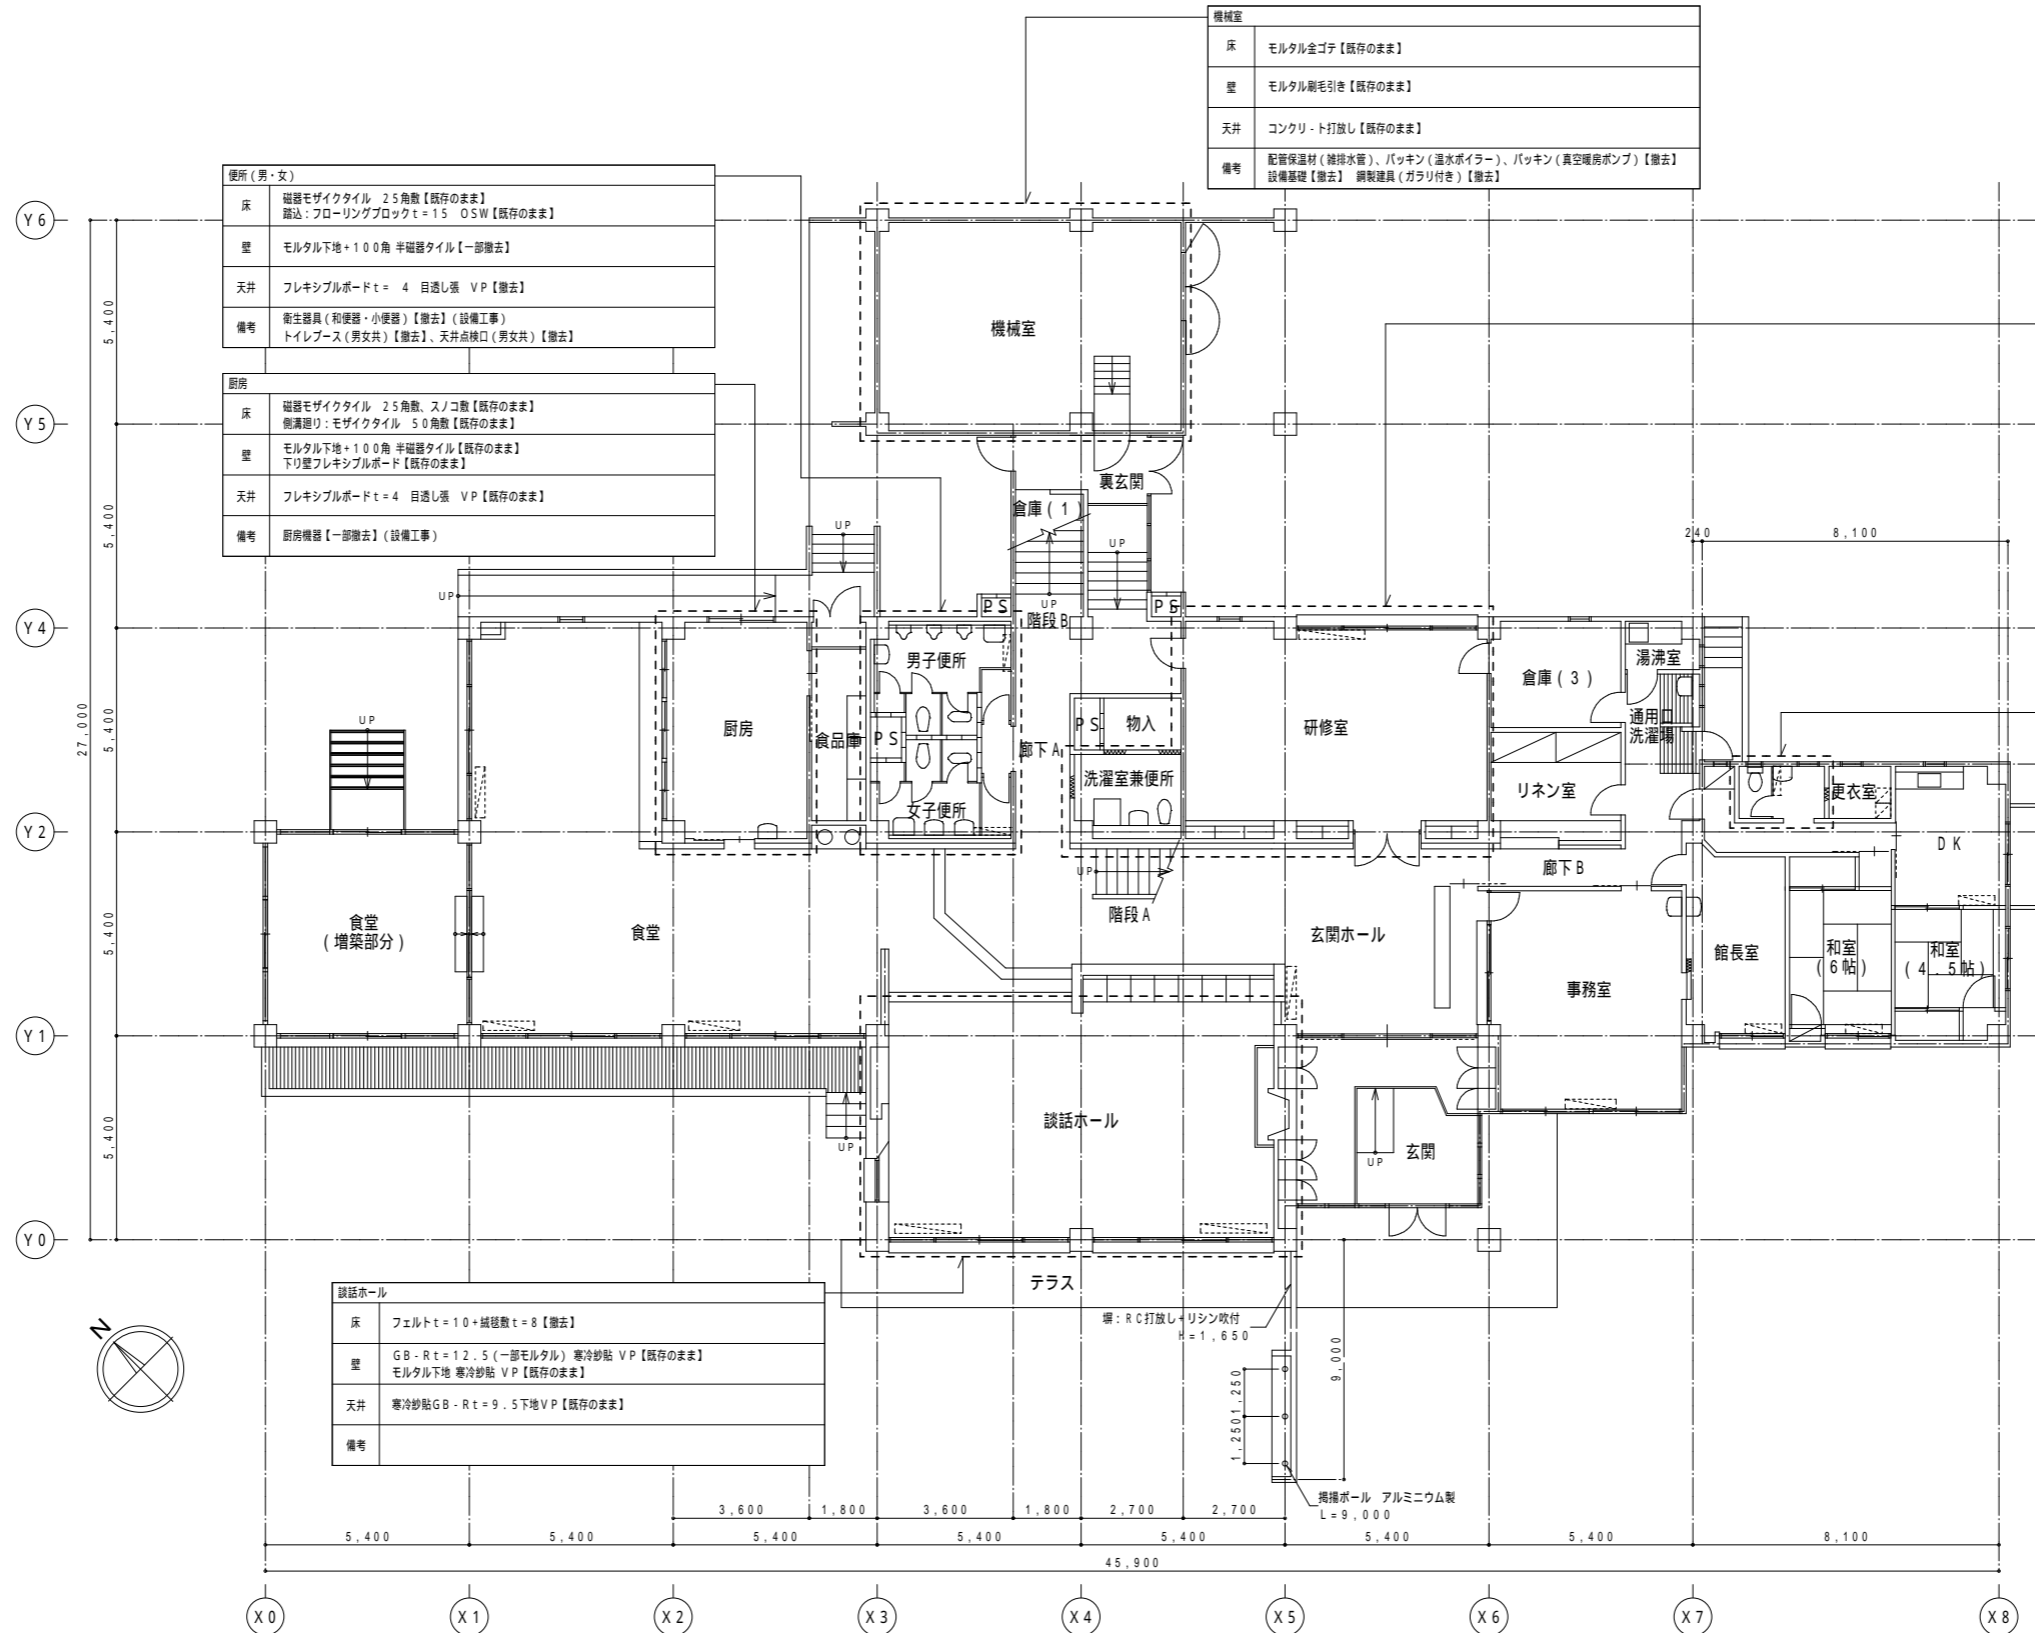 機械室
床 モルタル金ゴテ【既存のまま】
壁 モルタル刷毛引き【既存のまま】
天井 コンクリ-ト打放し【既存のまま】
備考 配管保温材(雑排水管)、パッキン(温水ボイラー)、パッキン(真空暖房ポンプ)【撤去】
設備基礎【撤去】 鋼製建具(ガラリ付き)【撤去】
便所(男・女)
床 磁器モザイクタイル 25角敷【既存のまま】
踏込:フローリングブロックt=15 OSW【既存のまま】
壁 モルタル下地+100角 半磁器タイル【一部撤去】
天井 フレキシブルボードt= 4 目透し張 VP【撤去】
備考 衛生器具(和便器・小便器)【撤去】(設備工事)
トイレブース(男女共)【撤去】、天井点検口(男女共)【撤去】
厨房
床 磁器モザイクタイル 25角敷、スノコ敷【既存のまま】
側溝廻り:モザイクタイル 50角敷【既存のまま】
壁 モルタル下地+100角 半磁器タイル【既存のまま】
下り壁フレキシブルボード【既存のまま】
天井 フレキシブルボードt=4 目透し張 VP【既存のまま】
備考 厨房機器【一部撤去】(設備工事)
Y6
Y5
Y4
Y2
Y1
Y0
5,400
5,400
5,400
5,400
5,400
27,000
機械室
裏玄関
倉庫(1)
UP
UP
UP
UP
UP
PS
PS
階段B
240
8,100
男子便所
厨房
食品庫
PS
女子便所
廊下A
PS
物入
洗濯室兼便所
研修室
倉庫(3)
湯沸室
通用口
洗濯場
リネン室
更衣室
DK
UP
UP
階段A
廊下B
食堂
(増築部分)
食堂
玄関ホール
事務室
館長室
和室
(6帖)
和室
(4.5帖)
談話ホール
UP
UP
玄関
テラス
塀:RC打放し+リシン吹付
H=1,650
9,000
1,250
1,250
掲揚ポール アルミニウム製
L=9,000
談話ホール
床 フェルトt=10+絨毯敷t=8【撤去】
壁 GB-Rt=12.5(一部モルタル) 寒冷紗貼 VP【既存のまま】
モルタル下地 寒冷紗貼 VP【既存のまま】
天井 寒冷紗貼GB-Rt=9.5下地VP【既存のまま】
備考
N
3,600 1,800 3,600 1,800 2,700 2,700
5,400 5,400 5,400 5,400 5,400 5,400 5,400 8,100
45,900
X0 X1 X2 X3 X4 X5 X6 X7 X8